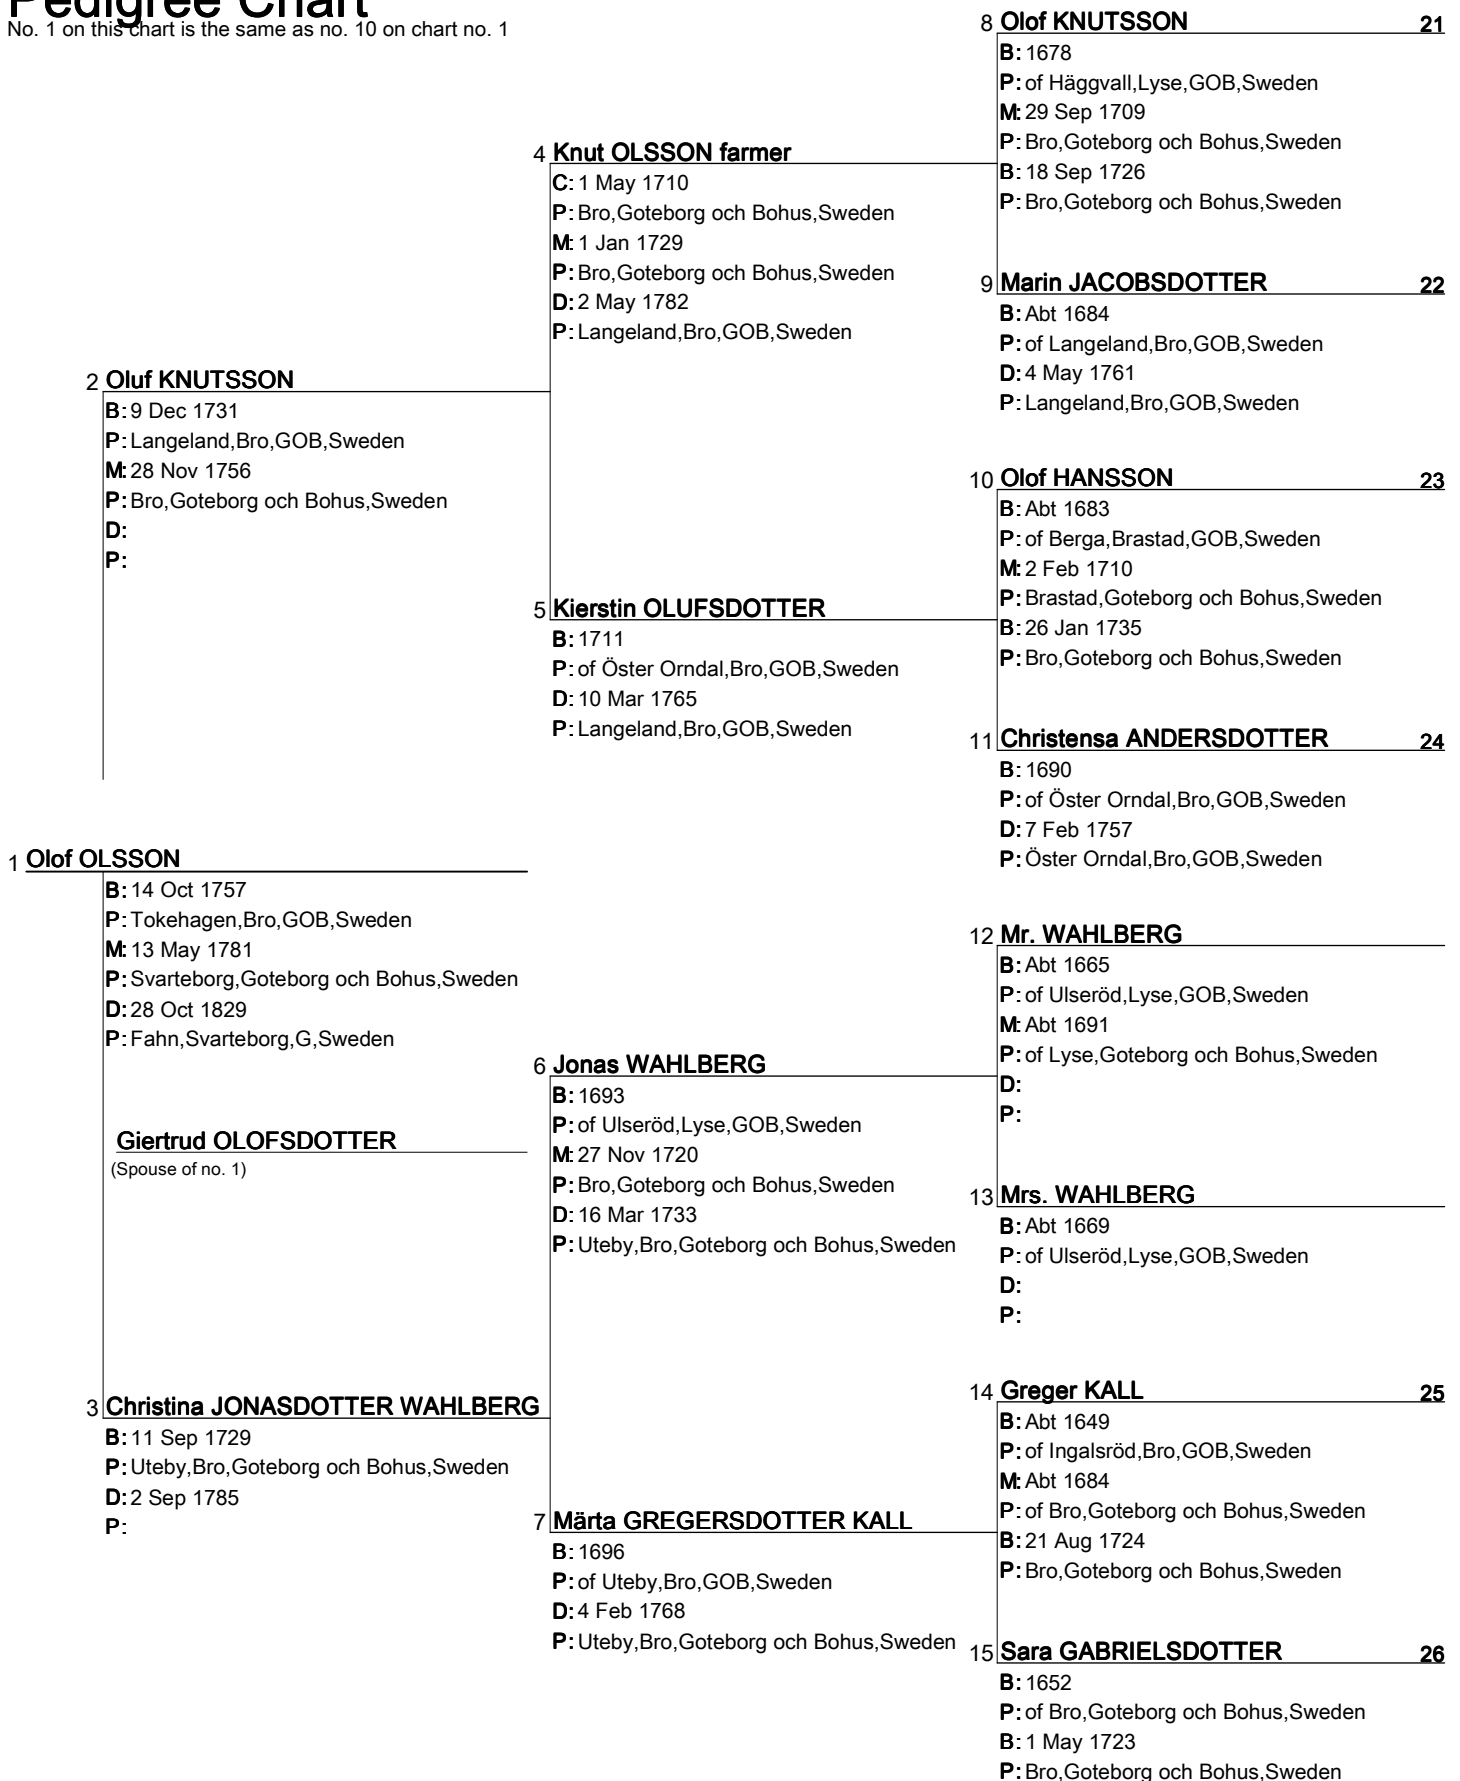 Pedigree Chart
No. 1 on this chart is the same as no. 10 on chart no. 1
8 Olof KNUTSSON 21
B: 1678
P: of Häggvall,Lyse,GOB,Sweden
M: 29 Sep 1709
P: Bro,Goteborg och Bohus,Sweden
B: 18 Sep 1726
P: Bro,Goteborg och Bohus,Sweden
4 Knut OLSSON farmer
C: 1 May 1710
P: Bro,Goteborg och Bohus,Sweden
M: 1 Jan 1729
P: Bro,Goteborg och Bohus,Sweden
D: 2 May 1782
P: Langeland,Bro,GOB,Sweden
9 Marin JACOBSDOTTER 22
B: Abt 1684
P: of Langeland,Bro,GOB,Sweden
D: 4 May 1761
P: Langeland,Bro,GOB,Sweden
2 Oluf KNUTSSON
B: 9 Dec 1731
P: Langeland,Bro,GOB,Sweden
M: 28 Nov 1756
P: Bro,Goteborg och Bohus,Sweden
D:
P:
10 Olof HANSSON 23
B: Abt 1683
P: of Berga,Brastad,GOB,Sweden
M: 2 Feb 1710
P: Brastad,Goteborg och Bohus,Sweden
B: 26 Jan 1735
P: Bro,Goteborg och Bohus,Sweden
5 Kierstin OLUFSDOTTER
B: 1711
P: of Öster Orndal,Bro,GOB,Sweden
D: 10 Mar 1765
P: Langeland,Bro,GOB,Sweden
11 Christensa ANDERSDOTTER 24
B: 1690
P: of Öster Orndal,Bro,GOB,Sweden
D: 7 Feb 1757
P: Öster Orndal,Bro,GOB,Sweden
1 Olof OLSSON
B: 14 Oct 1757
P: Tokehagen,Bro,GOB,Sweden
M: 13 May 1781
P: Svarteborg,Goteborg och Bohus,Sweden
D: 28 Oct 1829
P: Fahn,Svarteborg,G,Sweden
Giertrud OLOFSDOTTER
(Spouse of no. 1)
12 Mr. WAHLBERG
B: Abt 1665
P: of Ulseröd,Lyse,GOB,Sweden
M: Abt 1691
P: of Lyse,Goteborg och Bohus,Sweden
D:
P:
6 Jonas WAHLBERG
B: 1693
P: of Ulseröd,Lyse,GOB,Sweden
M: 27 Nov 1720
P: Bro,Goteborg och Bohus,Sweden
D: 16 Mar 1733
P: Uteby,Bro,Goteborg och Bohus,Sweden
13 Mrs. WAHLBERG
B: Abt 1669
P: of Ulseröd,Lyse,GOB,Sweden
D:
P:
3 Christina JONASDOTTER WAHLBERG
B: 11 Sep 1729
P: Uteby,Bro,Goteborg och Bohus,Sweden
D: 2 Sep 1785
P:
14 Greger KALL 25
B: Abt 1649
P: of Ingalsröd,Bro,GOB,Sweden
M: Abt 1684
P: of Bro,Goteborg och Bohus,Sweden
B: 21 Aug 1724
P: Bro,Goteborg och Bohus,Sweden
7 Märta GREGERSDOTTER KALL
B: 1696
P: of Uteby,Bro,GOB,Sweden
D: 4 Feb 1768
P: Uteby,Bro,Goteborg och Bohus,Sweden
15 Sara GABRIELSDOTTER 26
B: 1652
P: of Bro,Goteborg och Bohus,Sweden
B: 1 May 1723
P: Bro,Goteborg och Bohus,Sweden